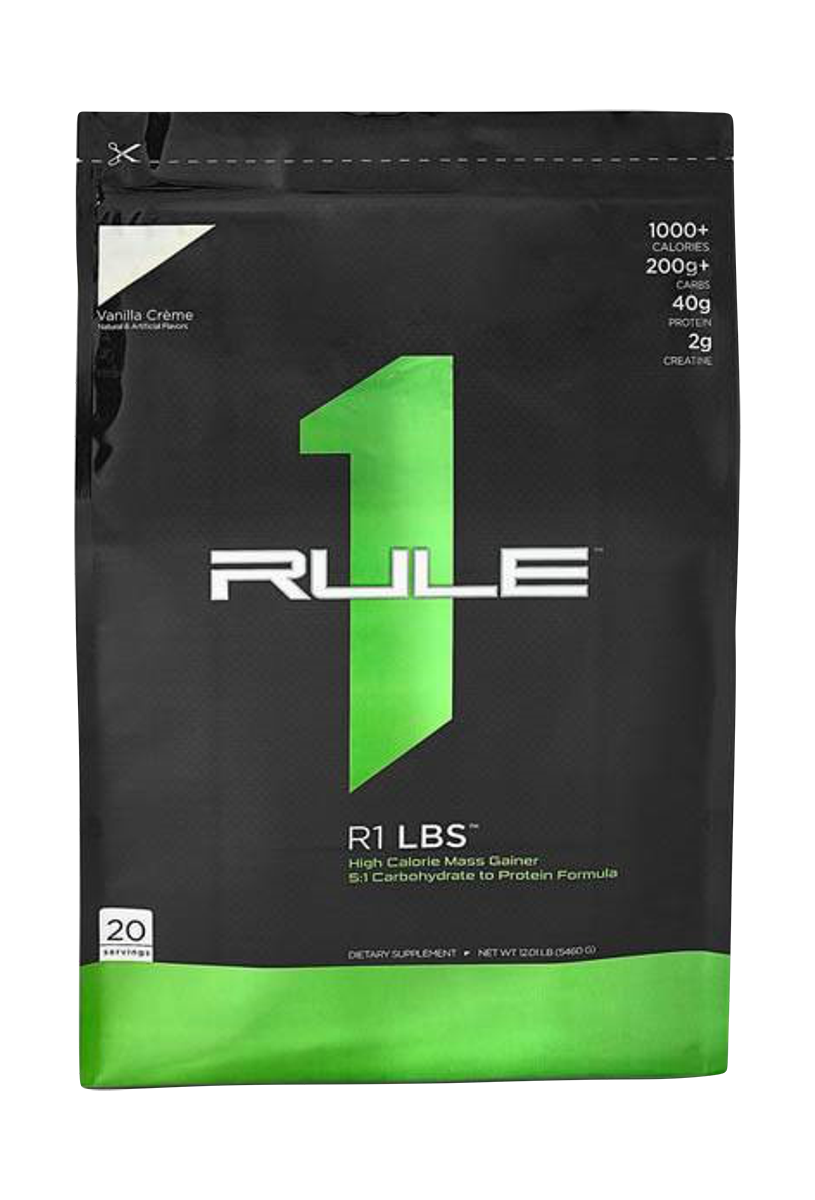 Vanilla Crème
Natural & Artificial Flavors
1000+
CALORIES
200g+
CARBS
40g
PROTEIN
2g
CREATINE
1
RULE™
R1 LBS™
High Calorie Mass Gainer
5:1 Carbohydrate to Protein Formula
20
servings
DIETARY SUPPLEMENT NET WT 12.01 LB (5460 G)